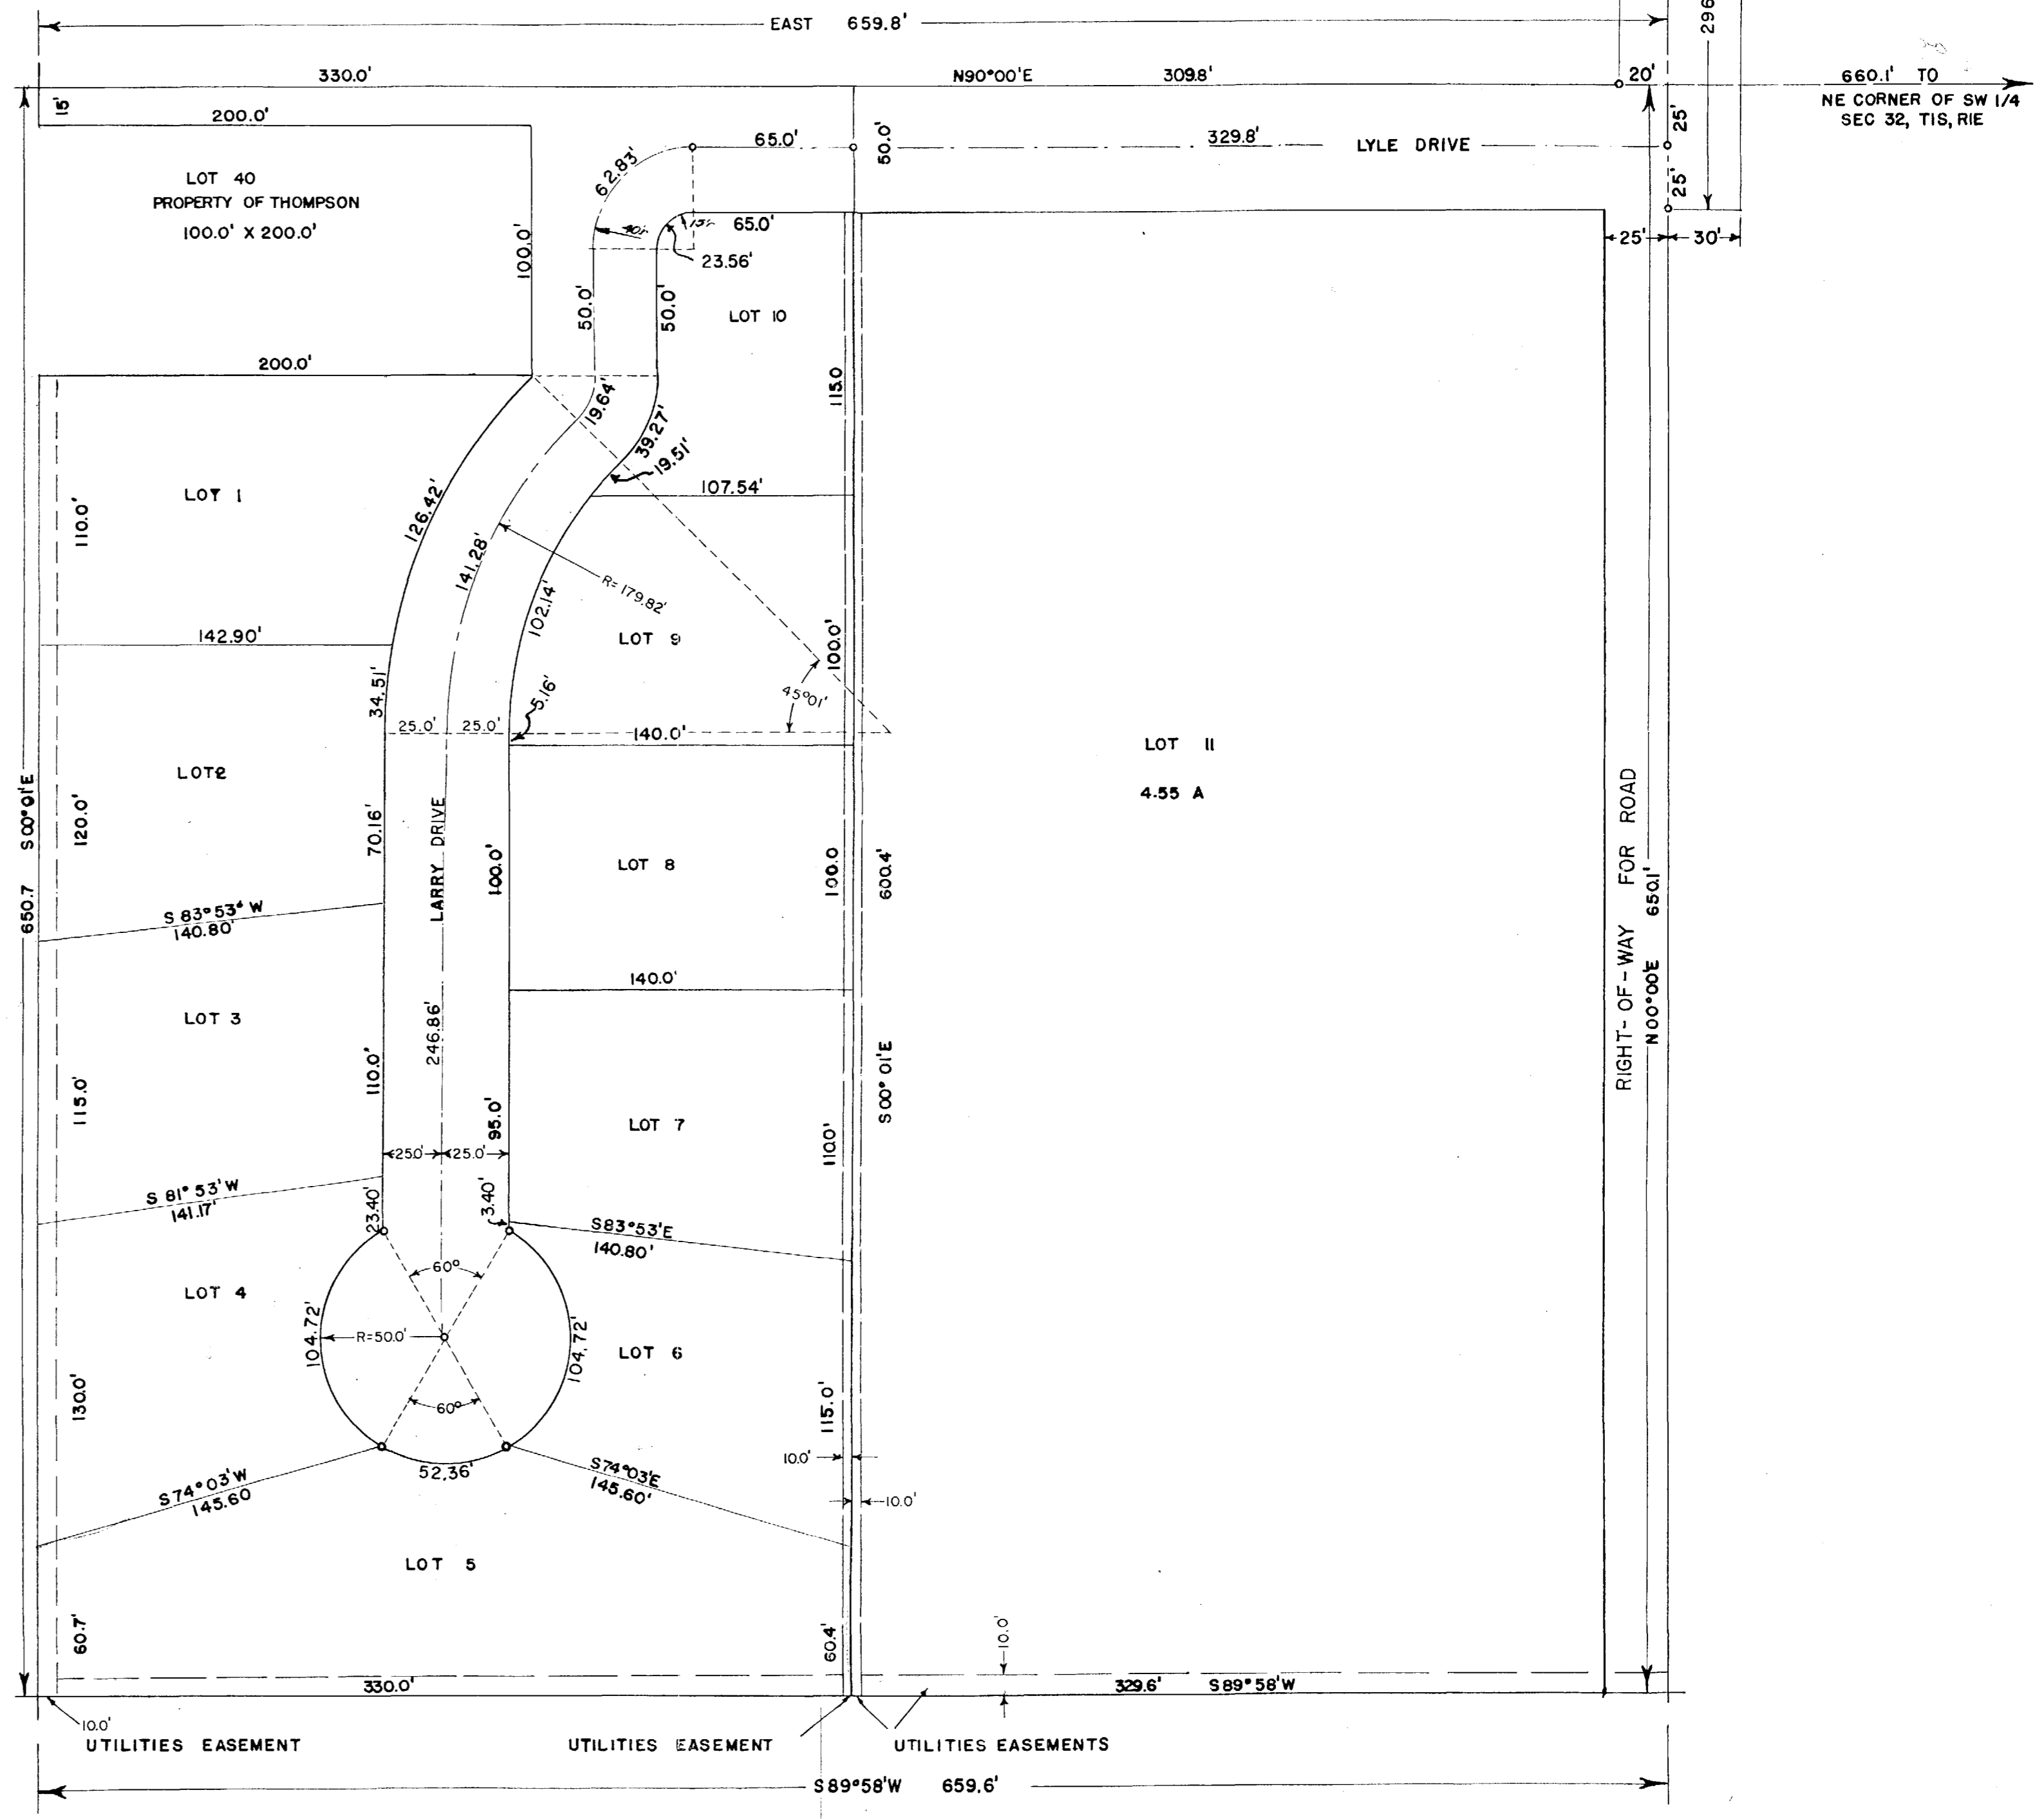 EAST 659.8'
296
330.0'
N90°00'E 309.8'
20'
660.1' TO
NE CORNER OF SW 1/4
SEC 32, T1S, R1E
15'
200.0'
25'
65.0'
50.0'
329.8'
LYLE DRIVE
25'
LOT 40
PROPERTY OF THOMPSON
100.0' X 200.0'
62.83'
40'r
15'r
65.0'
23.56'
100.0'
25'
30'
50.0'
50.0'
LOT 10
200.0'
115.0
19.64'
39.27'
19.51'
107.54'
LOT 1
110.0'
126.42'
141.28'
R=179.82'
102.14'
LOT 9
100.0'
142.90'
34.51'
45°01'
5.16'
25.0'
25.0'
140.0'
LOT 11
4.55 A
LOT2
S00°01'E
650.7
120.0'
70.16'
LARRY DRIVE
100.0'
LOT 8
100.0
600.4'
RIGHT-OF-WAY FOR ROAD
N00°00'E 650.1'
S 83°53' W
140.80'
140.0'
LOT 3
110.0'
246.86'
115.0'
95.0'
LOT 7
110.0'
S00° 01'E
25.0'
25.0'
S 81° 53' W
141.17'
23.40'
3.40'
S83°53'E
140.80'
60°
LOT 4
104.72'
R=50.0'
104.72'
LOT 6
130.0'
60°
115.0'
52.36'
S74°03'W
145.60
S74°03'E
145.60'
10.0'
10.0'
LOT 5
60.7'
60.4'
10.0'
330.0'
329.6' S89°58'W
10.0'
UTILITIES EASEMENT
UTILITIES EASEMENT
UTILITIES EASEMENTS
S89°58'W 659.6'